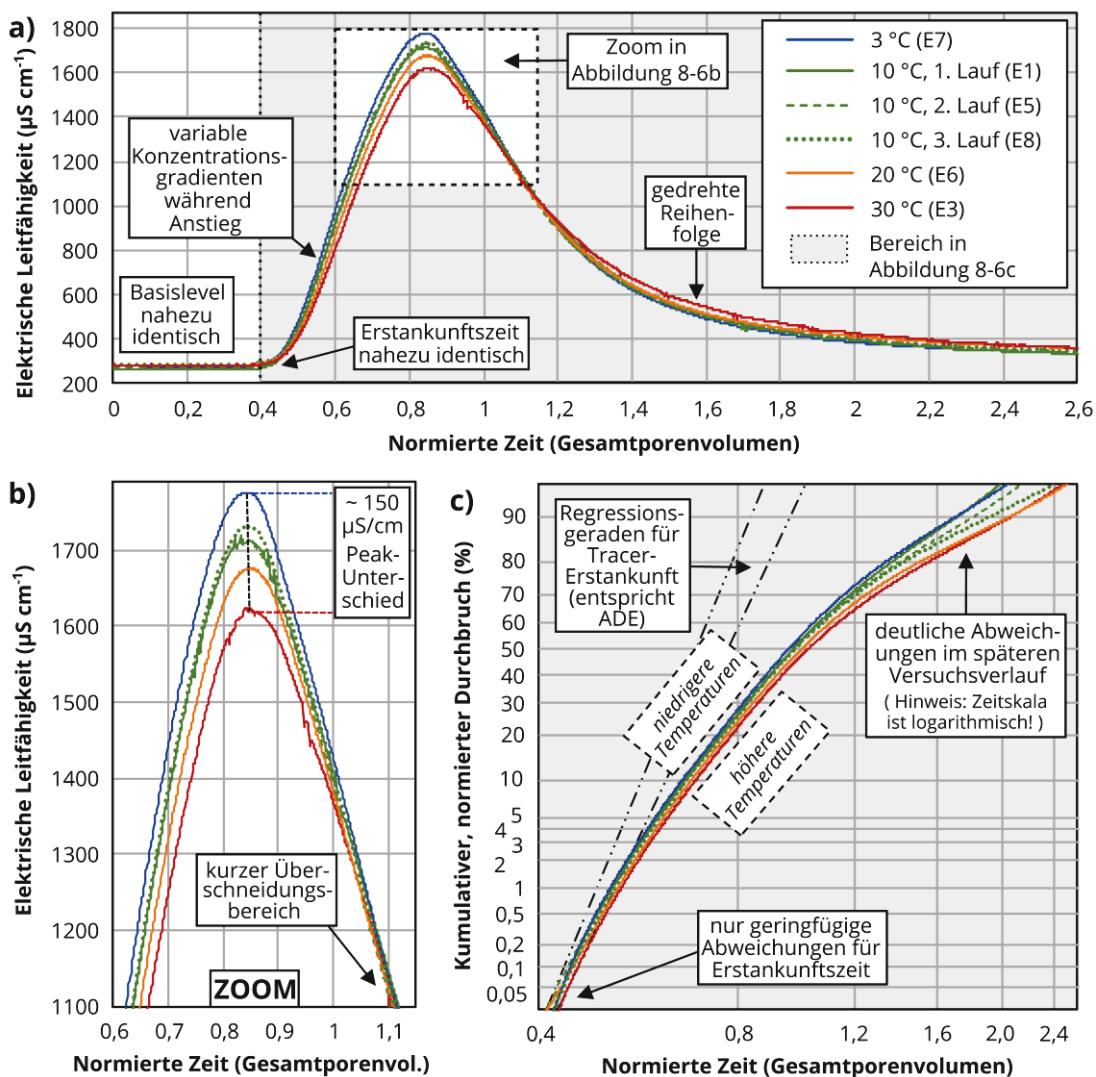 a)
Elektrische Leitfähigkeit (µS cm⁻¹)
1800
1600
1400
1200
1000
800
600
400
200
0
0,2
0,4
0,6
0,8
1
1,2
1,4
1,6
1,8
2
2,2
2,4
2,6
Normierte Zeit (Gesamtporenvolumen)
variable
Konzentrations-
gradienten
während
Anstieg
Basislevel
nahezu
identisch
Erstankunftszeit
nahezu identisch
Zoom in
Abbildung 8-6b
gedrehte
Reihen-
folge
3 °C (E7)
10 °C, 1. Lauf (E1)
10 °C, 2. Lauf (E5)
10 °C, 3. Lauf (E8)
20 °C (E6)
30 °C (E3)
Bereich in
Abbildung 8-6c
b)
Elektrische Leitfähigkeit (µS cm⁻¹)
1700
1600
1500
1400
1300
1200
1100
0,6
0,7
0,8
0,9
1
1,1
Normierte Zeit (Gesamtporenvol.)
~ 150
µS/cm
Peak-
Unter-
schied
kurzer Über-
schneidungs-
bereich
ZOOM
c)
Kumulativer, normierter Durchbruch (%)
90
80
70
60
50
40
30
20
10
5
4
3
2
1
0,5
0,2
0,1
0,05
0,4
0,8
1,2
1,6
2,0
2,4
Normierte Zeit (Gesamtporenvolumen)
Regressions-
geraden für
Tracer-
Erstankunft
(entspricht
ADE)
niedrigere
Temperaturen
höhere
Temperaturen
deutliche Abweich-
ungen im späteren
Versuchsverlauf
( Hinweis: Zeitskala
ist logarithmisch! )
nur geringfügige
Abweichungen für
Erstankunftszeit